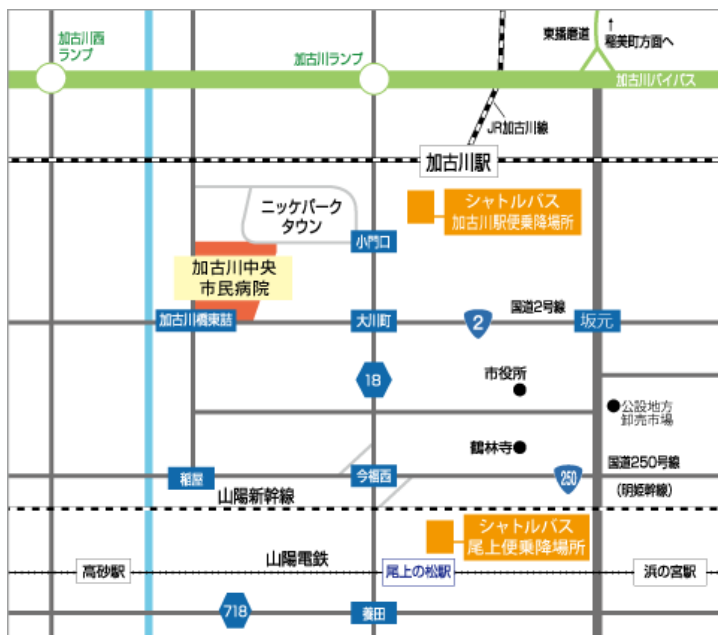 加古川西
ランプ
加古川ランプ
東播磨道
↑
稲美町方面へ
加古川バイパス
JR加古川線
加古川駅
ニッケパーク
タウン
シャトルバス
加古川駅便乗降場所
小門口
加古川中央
市民病院
加古川橋東詰
大川町
2
国道2号線
坂元
18
市役所
公設地方
卸売市場
鶴林寺
国道250号線
稲屋
今福西
250
(明姫幹線)
山陽新幹線
シャトルバス
尾上便乗降場所
山陽電鉄
高砂駅
尾上の松駅
浜の宮駅
718
養田